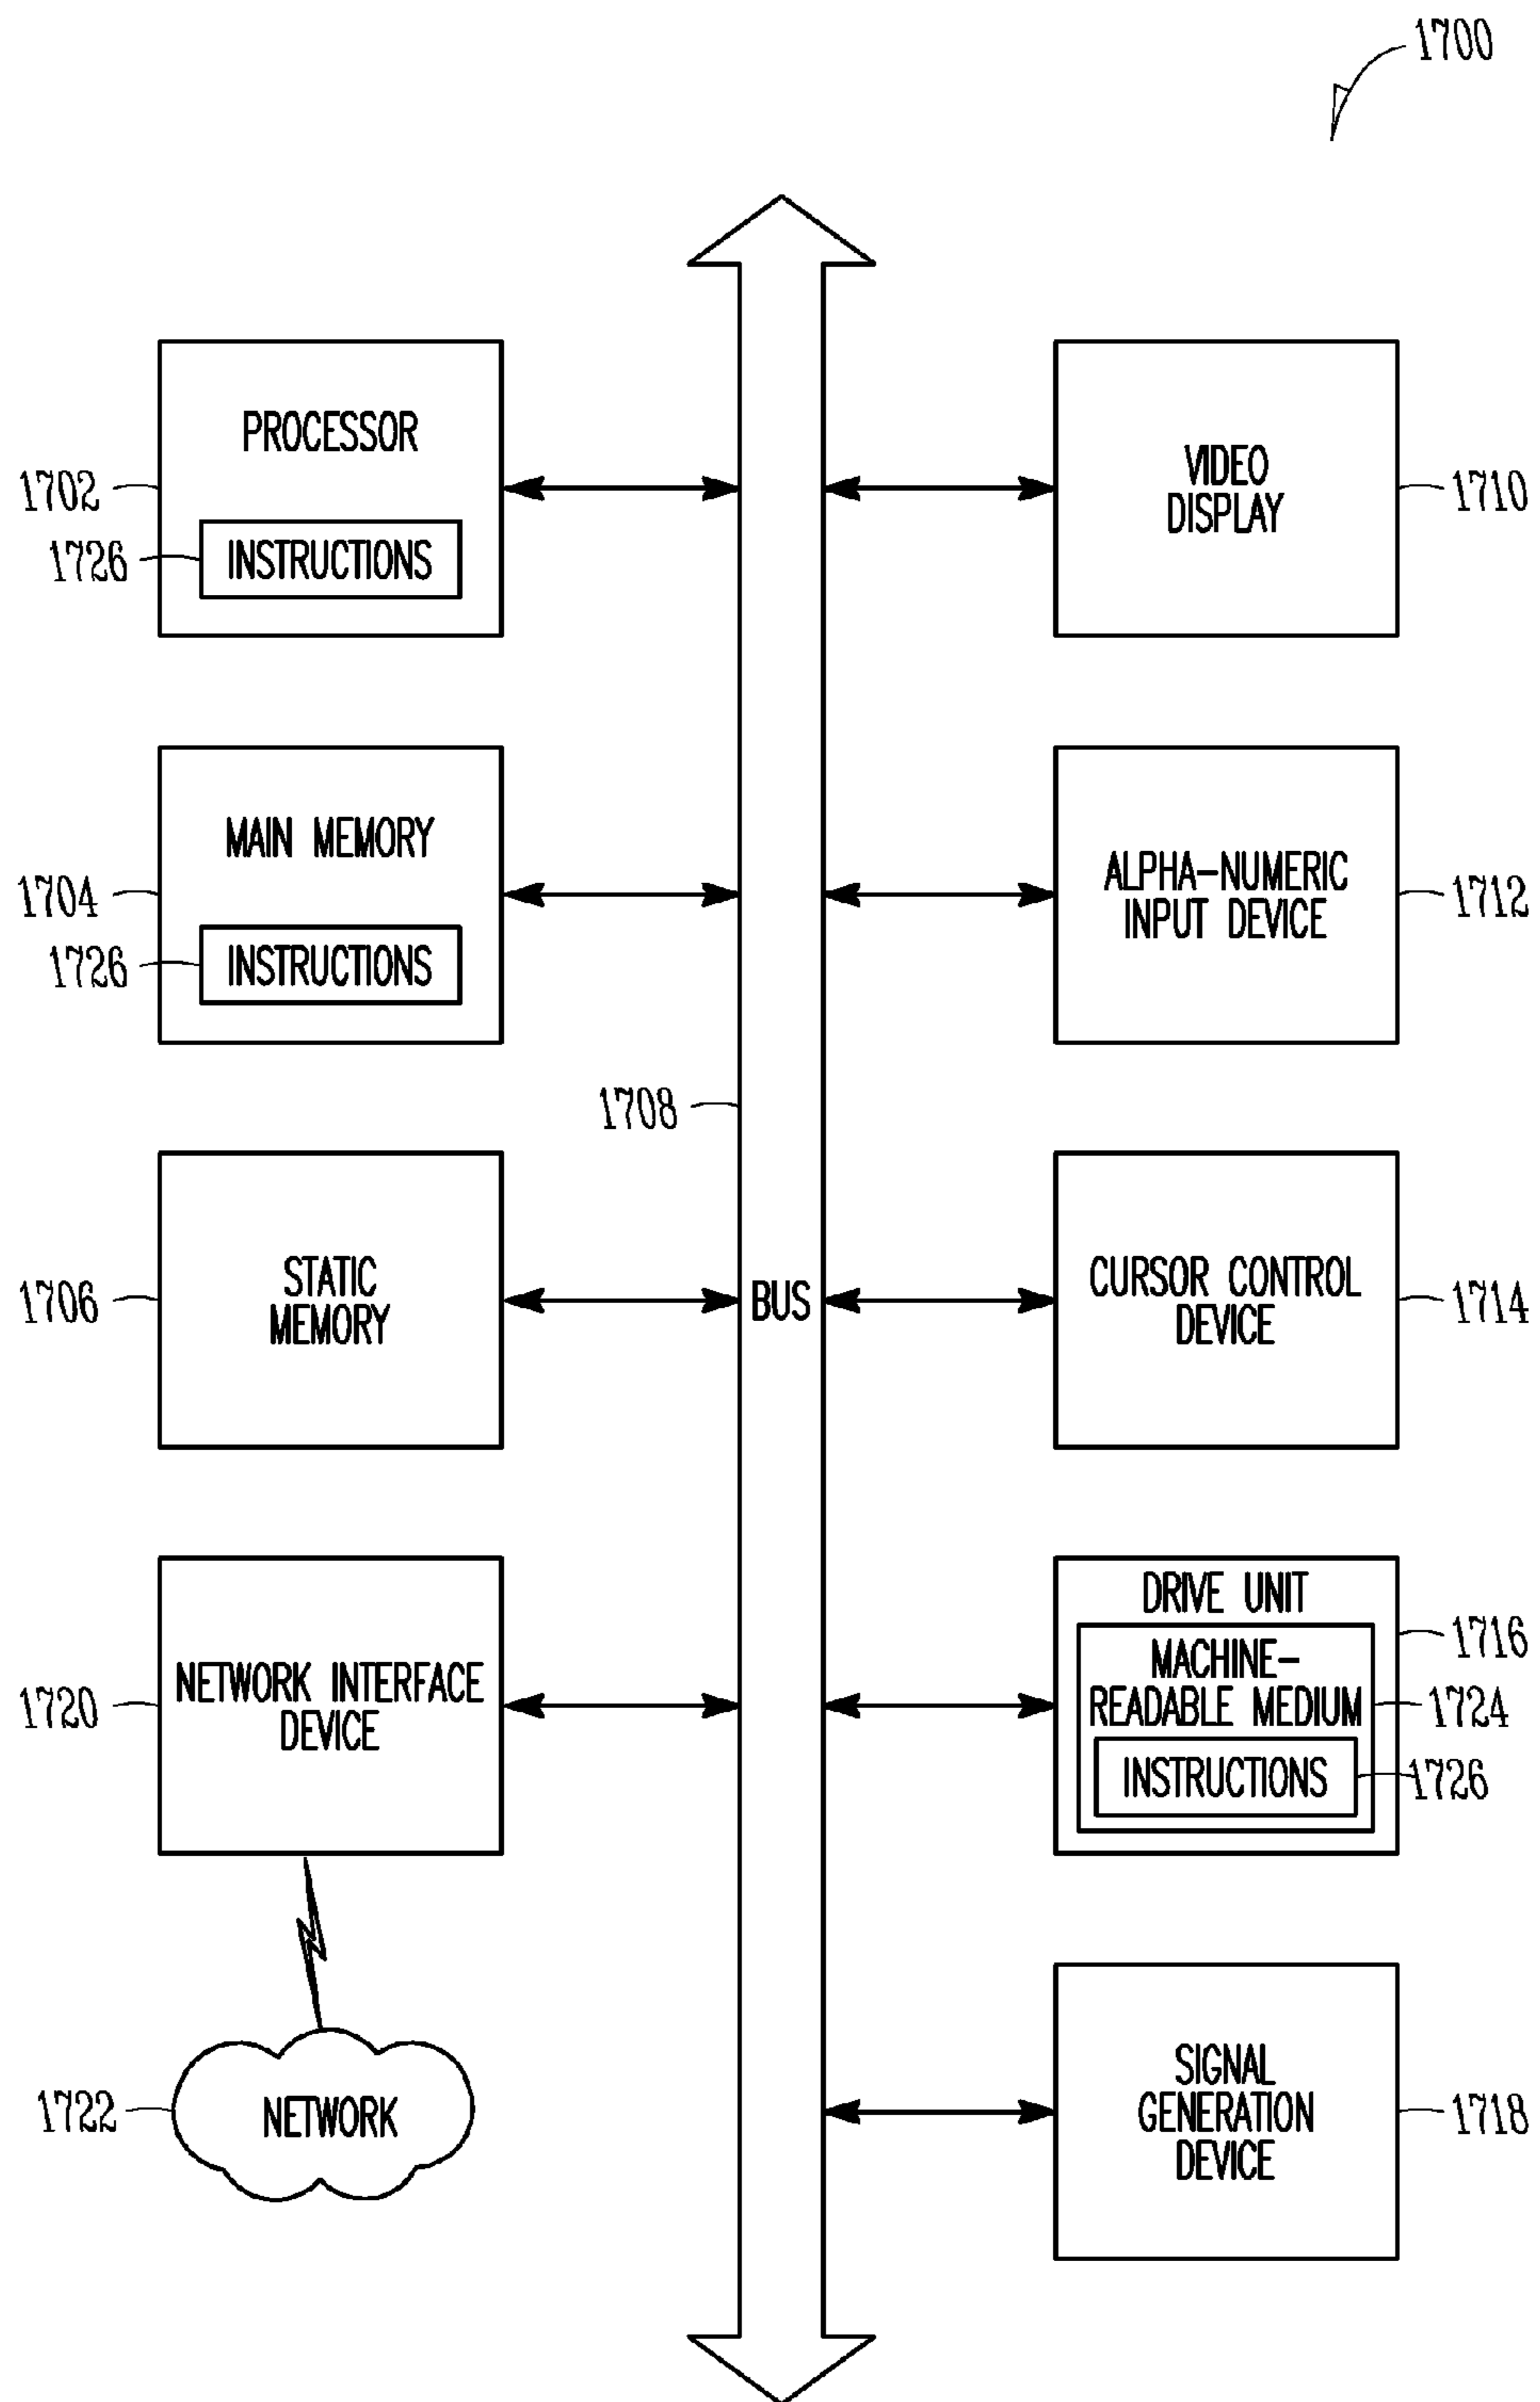 1700
PROCESSOR
1702
1726
INSTRUCTIONS
VIDEO
DISPLAY
1710
MAIN MEMORY
1704
1726
INSTRUCTIONS
ALPHA-NUMERIC
INPUT DEVICE
1712
1708
STATIC
MEMORY
1706
BUS
CURSOR CONTROL
DEVICE
1714
NETWORK INTERFACE
DEVICE
1720
DRIVE UNIT
1716
MACHINE-
READABLE MEDIUM
1724
INSTRUCTIONS
1726
1722
NETWORK
SIGNAL
GENERATION
DEVICE
1718